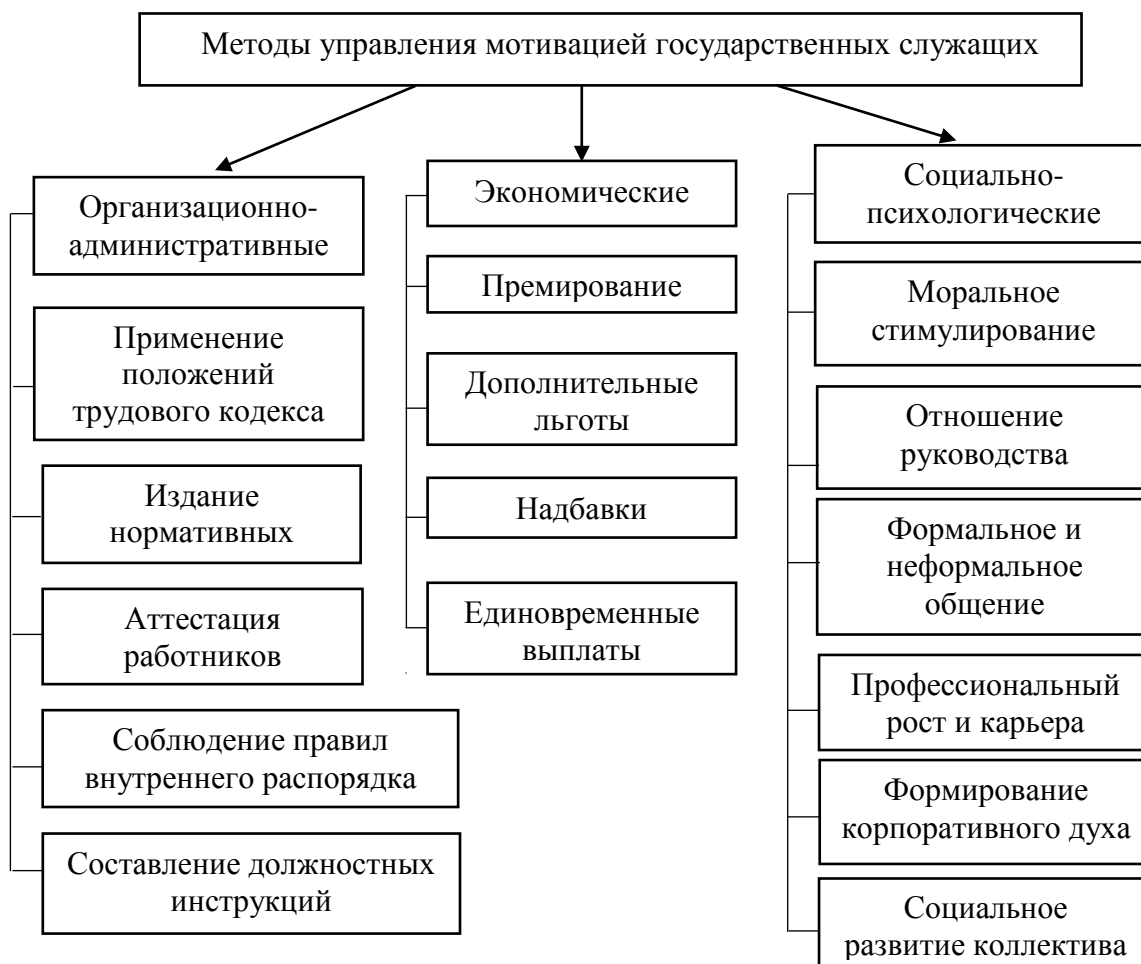 Методы управления мотивацией государственных служащих
Организационно-
административные
Применение
положений
трудового кодекса
Издание
нормативных
Аттестация
работников
Соблюдение правил
внутреннего распорядка
Составление должностных
инструкций
Экономические
Премирование
Дополнительные
льготы
Надбавки
Единовременные
выплаты
Социально-
психологические
Моральное
стимулирование
Отношение
руководства
Формальное и
неформальное
общение
Профессиональный
рост и карьера
Формирование
корпоративного духа
Социальное
развитие коллектива